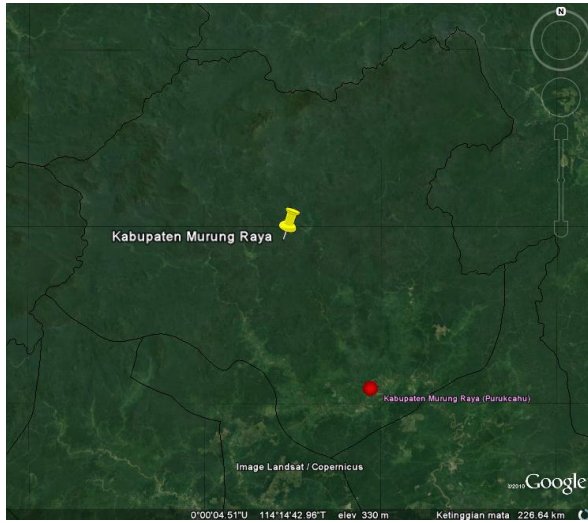 N
Kabupaten Murung Raya
Kabupaten Murung Raya (Purukcahu)
Image Landsat / Copernicus
©2010 Google
0°00'04.51"U 114°14'42.96"T elev 330 m Ketinggian mata 226.64 km